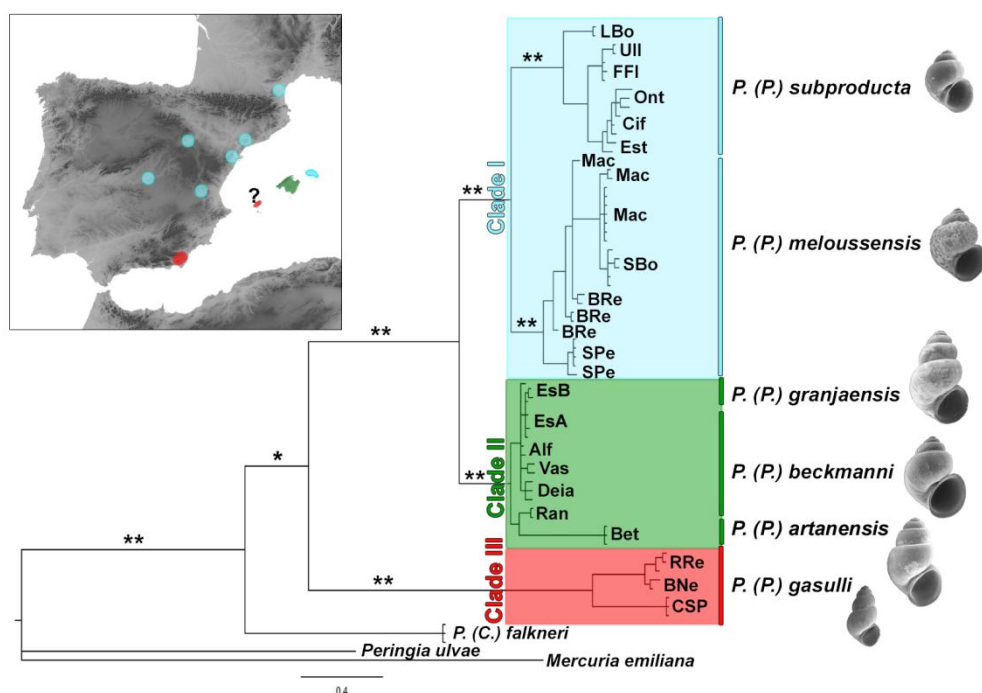 ?
**
**
**
**
**
*
**
**
**
Clade I
Clade II
Clade III
LBo
Ull
FFl
Ont
Cif
Est
Mac
Mac
Mac
SBo
BRe
BRe
BRe
SPe
SPe
EsB
EsA
Alf
Vas
Deia
Ran
Bet
RRe
BNe
CSP
P. (P.) subproducta
P. (P.) meloussensis
P. (P.) granjaensis
P. (P.) beckmanni
P. (P.) artanensis
P. (P.) gasulli
P. (C.) falkneri
Peringia ulvae
Mercuria emiliana
0.4